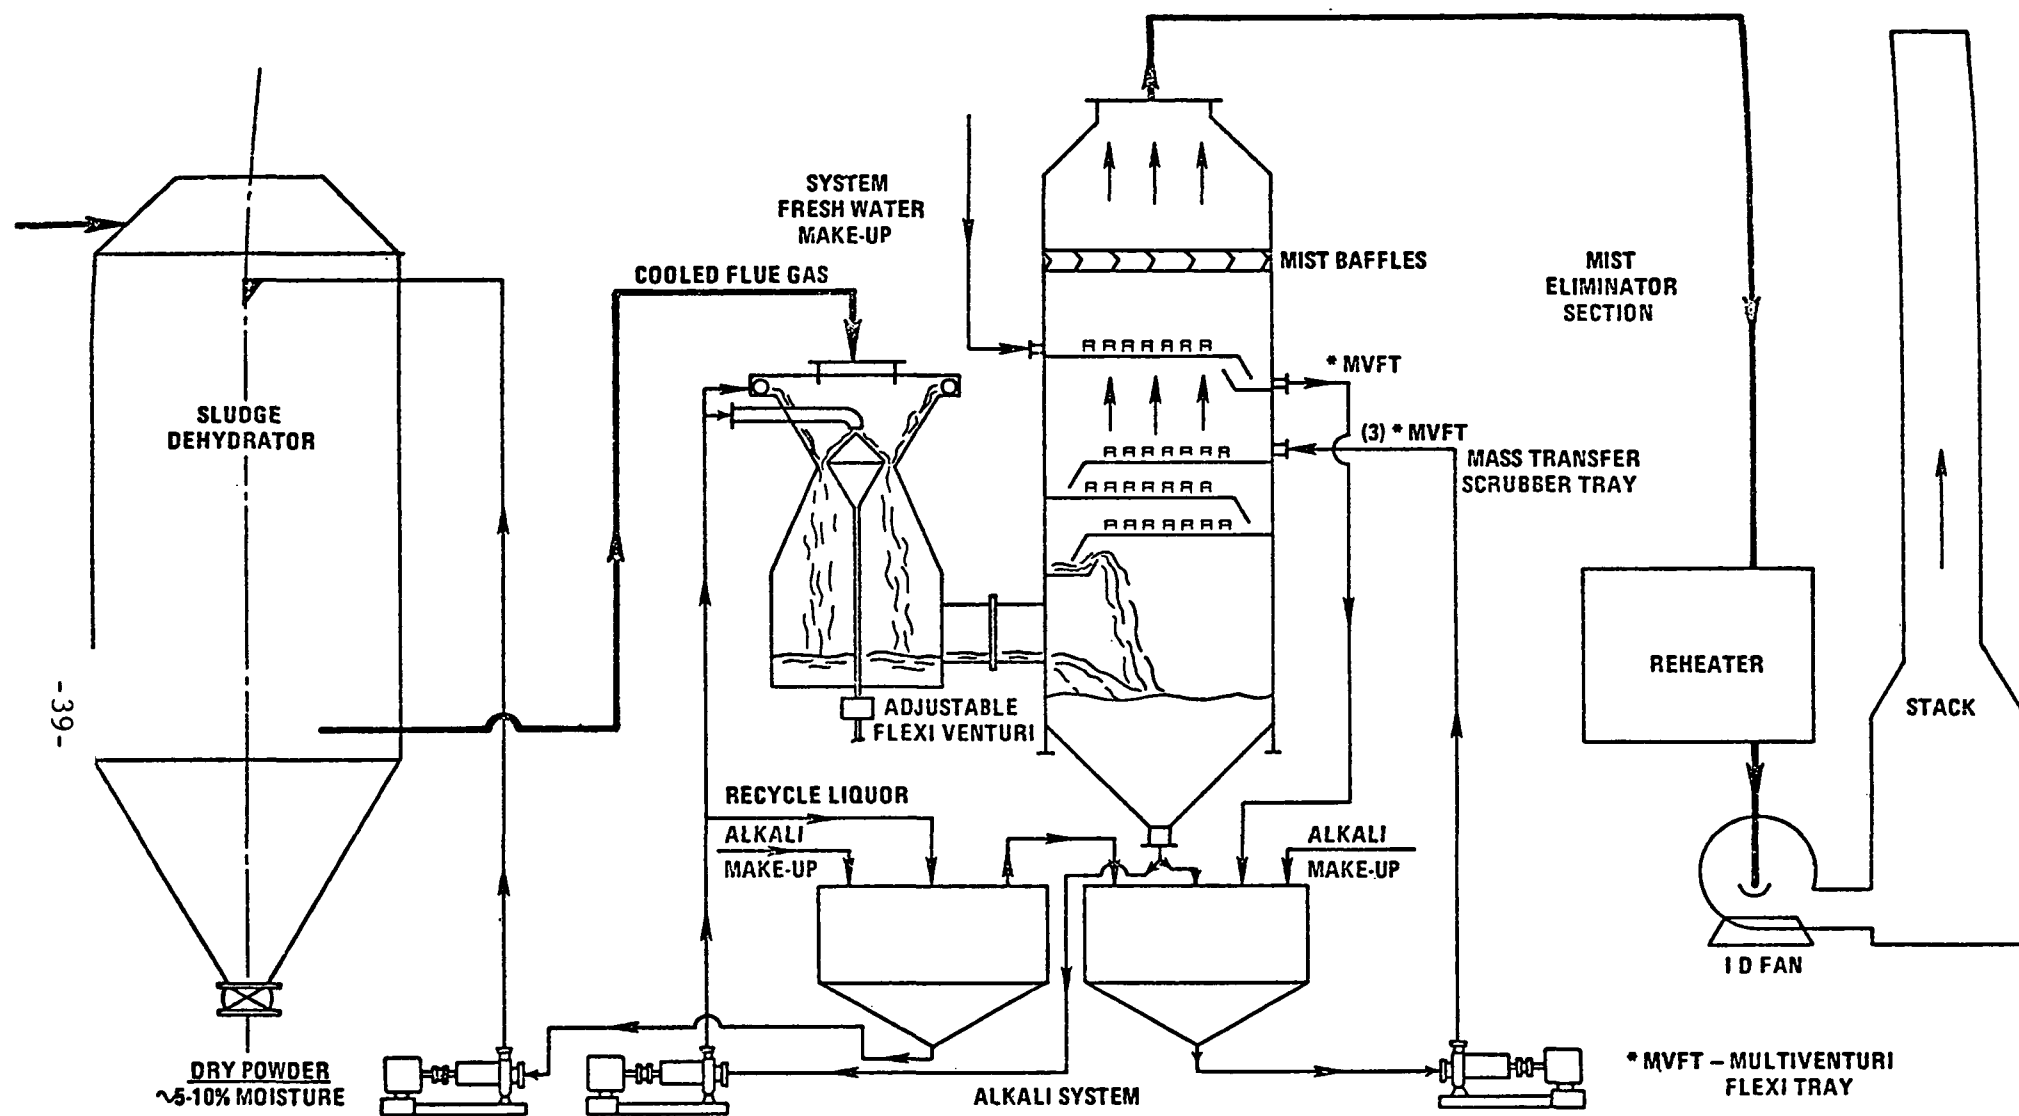 SYSTEM
FRESH WATER
MAKE-UP
COOLED FLUE GAS
MIST BAFFLES
MIST
ELIMINATOR
SECTION
* MVFT
SLUDGE
DEHYDRATOR
(3) * MVFT
MASS TRANSFER
SCRUBBER TRAY
REHEATER
-39-
ADJUSTABLE
FLEXI VENTURI
STACK
RECYCLE LIQUOR
ALKALI
MAKE-UP
ALKALI
MAKE-UP
I D FAN
DRY POWDER
~5-10% MOISTURE
ALKALI SYSTEM
* MVFT – MULTIVENTURI
FLEXI TRAY